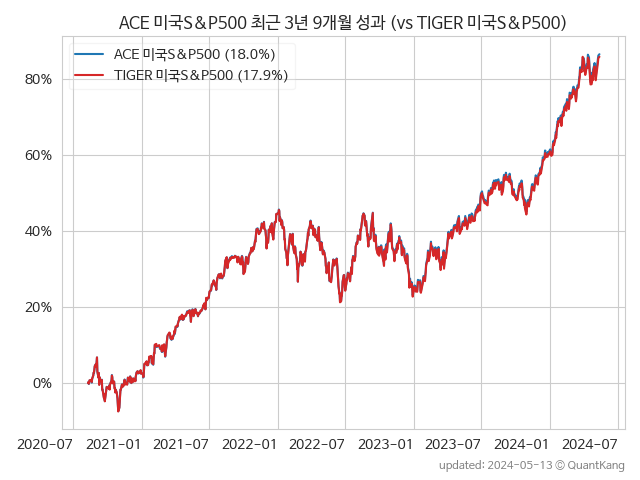 ACE 미국S&P500 최근 3년 9개월 성과 (vs TIGER 미국S&P500)
ACE 미국S&P500 (18.0%)
TIGER 미국S&P500 (17.9%)
80%
60%
40%
20%
0%
2020-07 2021-01 2021-07 2022-01 2022-07 2023-01 2023-07 2024-01 2024-07
updated: 2024-05-13 © QuantKang